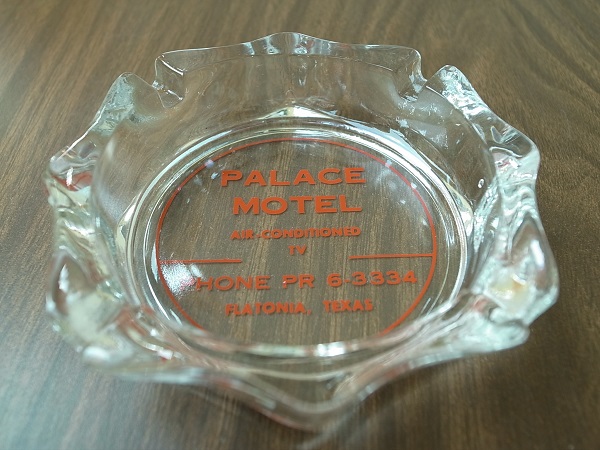 PALACE
MOTEL
AIR-CONDITIONED
TV
PHONE PR 6-3334
FLATONIA, TEXAS